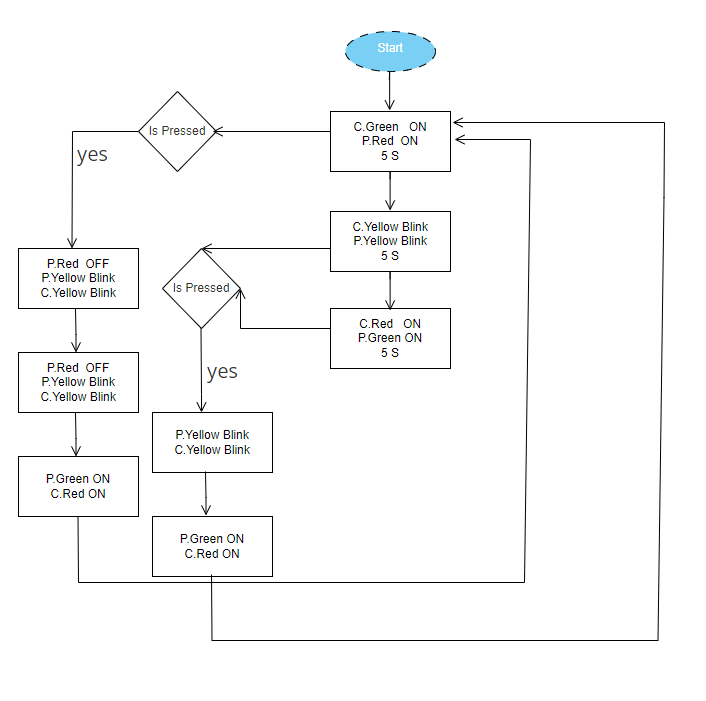 Start
C.Green ON
P.Red ON
5 S
Is Pressed
yes
C.Yellow Blink
P.Yellow Blink
5 S
Is Pressed
P.Red OFF
P.Yellow Blink
C.Yellow Blink
C.Red ON
P.Green ON
5 S
yes
P.Red OFF
P.Yellow Blink
C.Yellow Blink
P.Yellow Blink
C.Yellow Blink
P.Green ON
C.Red ON
P.Green ON
C.Red ON